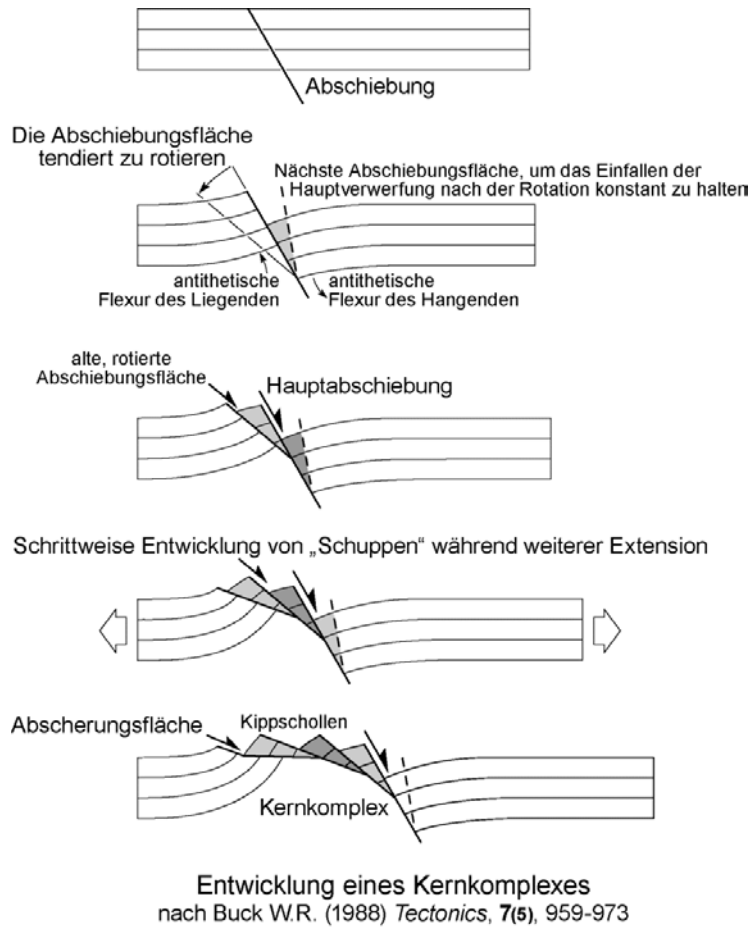 Abschiebung
Die Abschiebungsfläche
tendiert zu rotieren
Nächste Abschiebungsfläche, um das Einfallen der
Hauptverwerfung nach der Rotation konstant zu halten
antithetische
Flexur des Liegenden
antithetische
Flexur des Hangenden
alte, rotierte
Abschiebungsfläche
Hauptabschiebung
Schrittweise Entwicklung von „Schuppen“ während weiterer Extension
Abscherungsfläche
Kippschollen
Kernkomplex
Entwicklung eines Kernkomplexes
nach Buck W.R. (1988) Tectonics, 7(5), 959-973